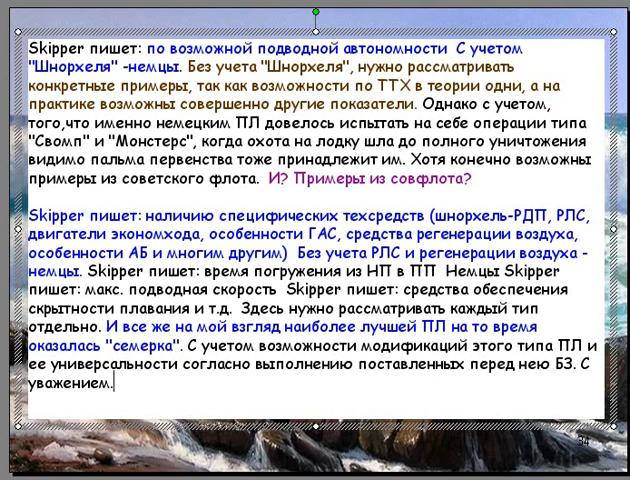 Skipper пишет: по возможной подводной автономности  С учетом
"Шнорхеля" -немцы. Без учета "Шнорхеля", нужно рассматривать
конкретные примеры, так как возможности по ТТХ в теории одни, а на
практике возможны совершенно другие показатели. Однако с учетом,
того,что именно немецким ПЛ довелось испытать на себе операции типа
"Свомп" и "Монстерс", когда охота на лодку шла до полного уничтожения
видимо пальма первенства тоже принадлежит им. Хотя конечно возможны
примеры из советского флота.  И? Примеры из совфлота?
Skipper пишет: наличию специфических техсредств (шнорхель-РДП, РЛС,
двигатели экономхода, особенности ГАС, средства регенерации воздуха,
особенности АБ и многим другим)  Без учета РЛС и регенерации воздуха -
немцы. Skipper пишет: время погружения из НП в ПП  Немцы Skipper
пишет: макс. подводная скорость  Skipper пишет: средства обеспечения
скрытности плавания и т.д.  Здесь нужно рассматривать каждый тип
отдельно. И все же на мой взгляд наиболее лучшей ПЛ на то время
оказалась "семерка". С учетом возможности модификаций этого типа ПЛ и
ее универсальности согласно выполнению поставленных перед нею БЗ. С
уважением.
34